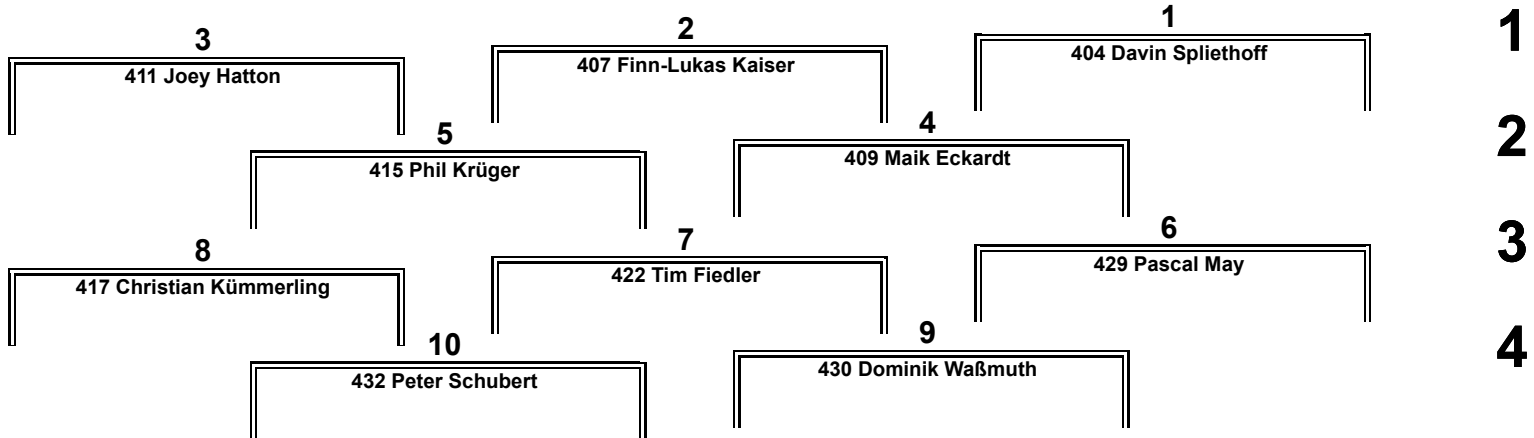 3
411 Joey Hatton
2
407 Finn-Lukas Kaiser
1
404 Davin Spliethoff
1
5
415 Phil Krüger
4
409 Maik Eckardt
2
8
417 Christian Kümmerling
7
422 Tim Fiedler
6
429 Pascal May
3
10
432 Peter Schubert
9
430 Dominik Waßmuth
4